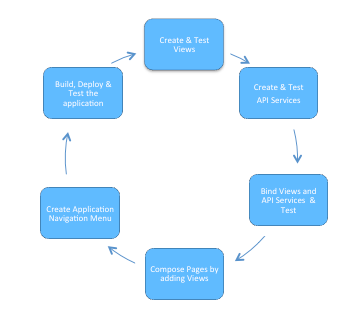 Create & Test
Views
Create & Test
API Services
Bind Views and
API Services &
Test
Compose Pages by
adding Views
Create Application
Navigation Menu
Build, Deploy &
Test the
application